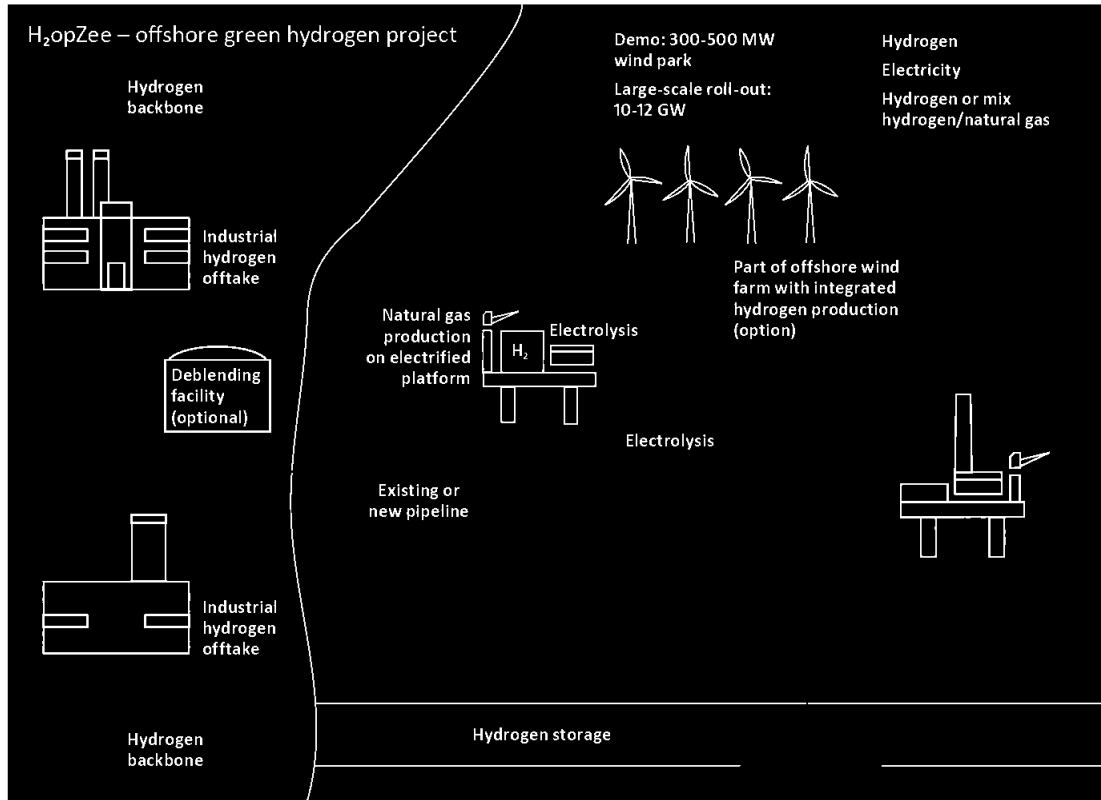 H₂opZee – offshore green hydrogen project
Hydrogen
backbone
Industrial
hydrogen
offtake
Deblending
facility
(optional)
Industrial
hydrogen
offtake
Hydrogen
backbone
Demo: 300-500 MW
wind park
Large-scale roll-out:
10-12 GW
Hydrogen
Electricity
Hydrogen or mix
hydrogen/natural gas
Part of offshore wind
farm with integrated
hydrogen production
(option)
Natural gas
production
on electrified
platform
H₂
Electrolysis
Electrolysis
Existing or
new pipeline
Hydrogen storage